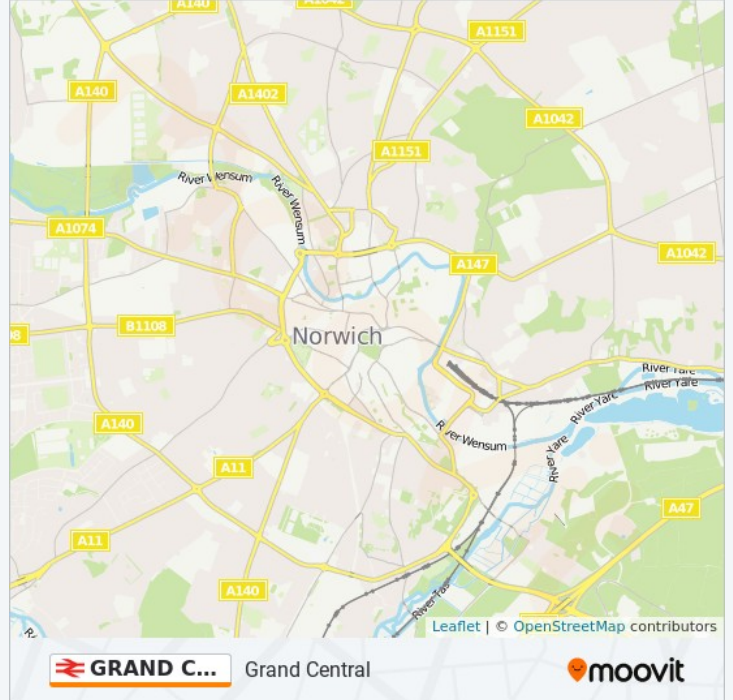 A140
A1042
A1151
A140
A1402
A1042
A1151
River Wensum
River Wensum
A1074
A1042
A147
B1108
Norwich
River Yare
River Yare
River Yare
A140
River Wensum
River Yare
A11
A47
A11
A140
River Tas
Leaflet | © OpenStreetMap contributors
GRAND C... Grand Central
moovit